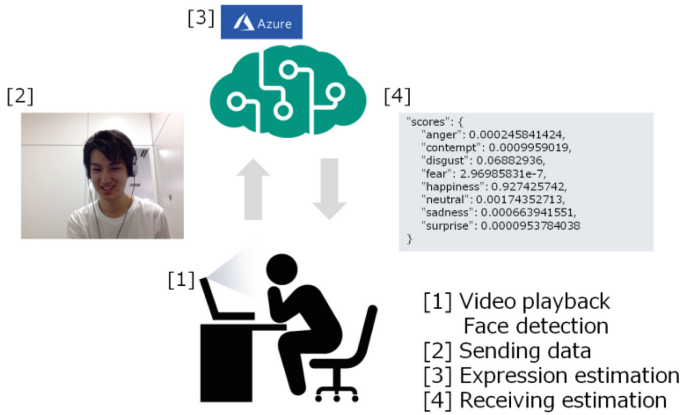 [3]
Azure
[2]
[4]
"scores": {
"anger": 0.000245841424,
"contempt": 0.0009959019,
"disgust": 0.06882936,
"fear": 2.96985831e-7,
"happiness": 0.927425742,
"neutral": 0.00174352713,
"sadness": 0.000663941551,
"surprise": 0.0000953784038
}
[1]
[1] Video playback
Face detection
[2] Sending data
[3] Expression estimation
[4] Receiving estimation